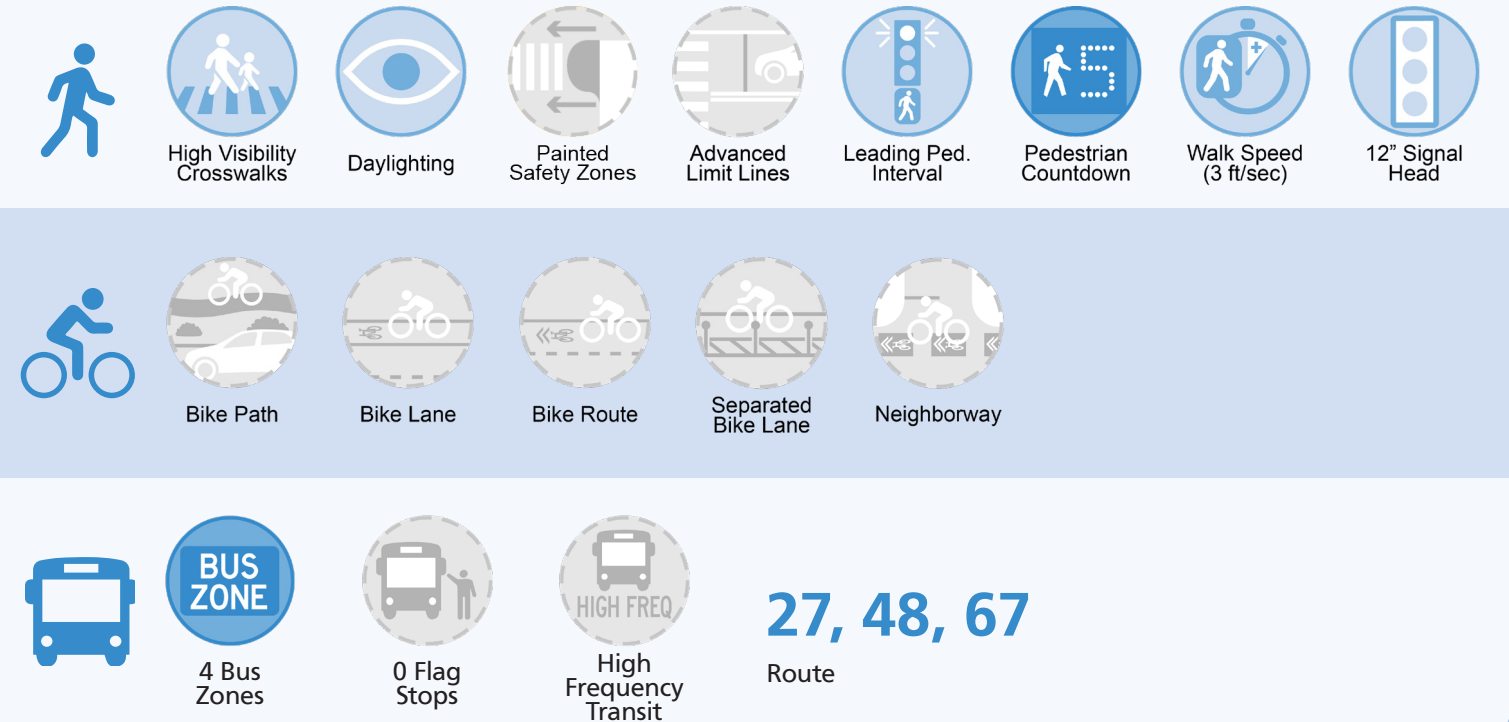 High Visibility
Crosswalks
Daylighting
Painted
Safety Zones
Advanced
Limit Lines
Leading Ped.
Interval
5
Pedestrian
Countdown
Walk Speed
(3 ft/sec)
12” Signal
Head
Bike Path
Bike Lane
Bike Route
Separated
Bike Lane
Neighborway
BUS
ZONE
4 Bus
Zones
0 Flag
Stops
HIGH FREQ
High
Frequency
Transit
27, 48, 67
Route